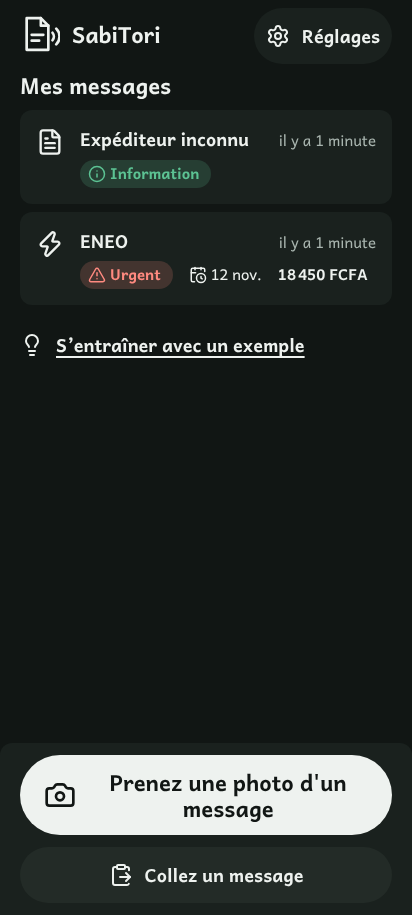 SabiTori
Réglages
Mes messages
Expéditeur inconnu il y a 1 minute
Information
ENEO il y a 1 minute
Urgent 12 nov. 18 450 FCFA
S’entraîner avec un exemple
Prenez une photo d'un
message
Collez un message